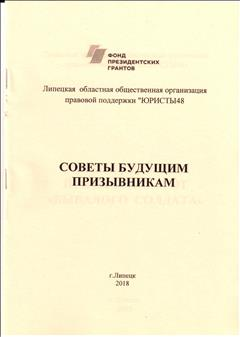 ФОНД
ПРЕЗИДЕНТСКИХ
ГРАНТОВ
Липецкая областная общественная организация
правовой поддержки "ЮРИСТЫ48
СОВЕТЫ БУДУЩИМ
ПРИЗЫВНИКАМ
г.Липецк
2018